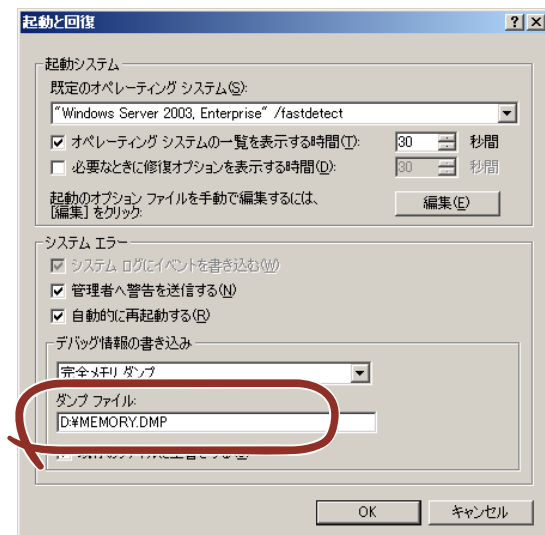 起動と回復
起動システム
既定のオペレーティング システム(S):
"Windows Server 2003, Enterprise" /fastdetect
オペレーティング システムの一覧を表示する時間(T): 30 秒間
必要なときに修復オプションを表示する時間(D): 30 秒間
起動のオプション ファイルを手動で編集するには、
[編集] をクリック:
編集(E)
システム エラー
システム ログにイベントを書き込む(W)
管理者へ警告を送信する(N)
自動的に再起動する(R)
デバッグ情報の書き込み
完全メモリ ダンプ
ダンプ ファイル:
D:¥MEMORY.DMP
OK キャンセル